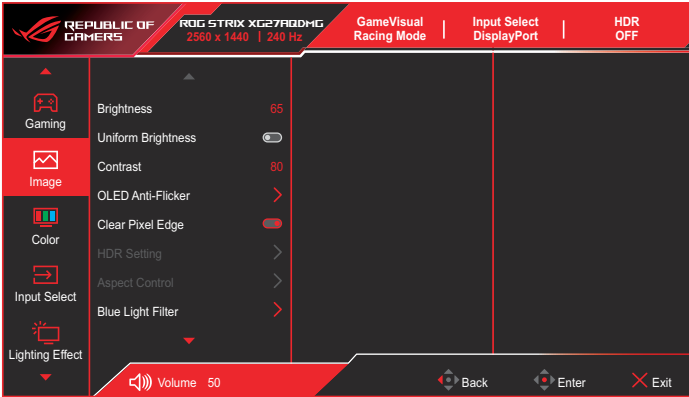 REPUBLIC OF
GAMERS
ROG STRIX XG27AQDMG
2560 x 1440 | 240 Hz
GameVisual
Racing Mode
Input Select
DisplayPort
HDR
OFF
Gaming
Image
Color
Input Select
Lighting Effect
Brightness 65
Uniform Brightness
Contrast 80
OLED Anti-Flicker
Clear Pixel Edge
HDR Setting
Aspect Control
Blue Light Filter
Volume 50
Back
Enter
Exit